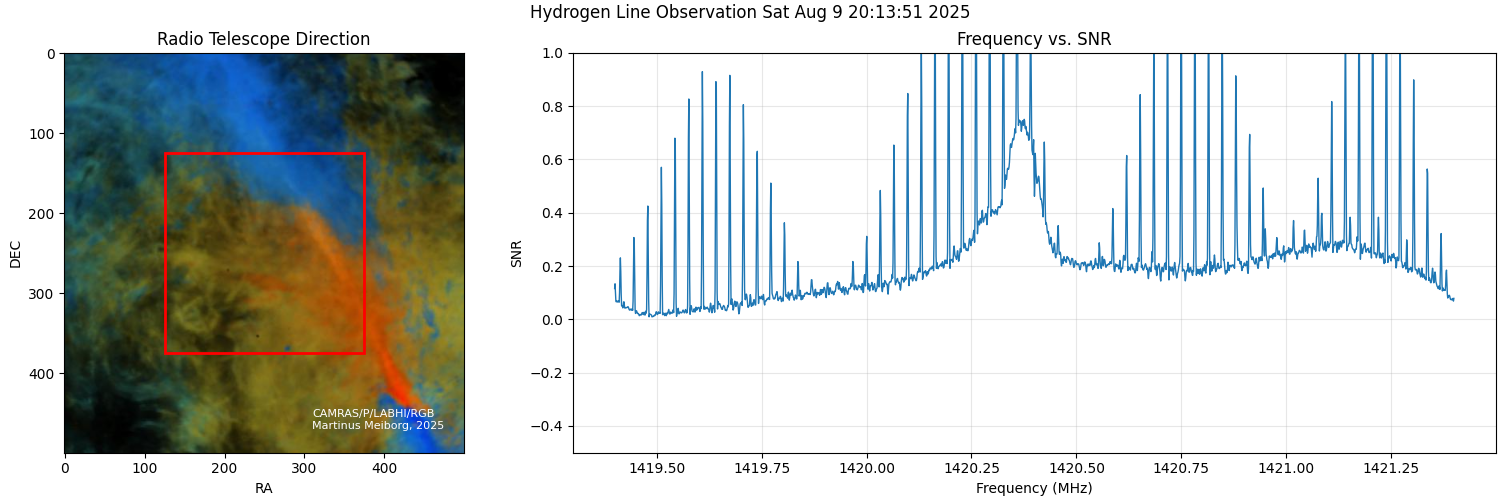 Hydrogen Line Observation Sat Aug 9 20:13:51 2025
Radio Telescope Direction
0
100
200
300
400
DEC
CAMRAS/P/LABHI/RGB
Martinus Meiborg, 2025
0 100 200 300 400
RA
Frequency vs. SNR
1.0
0.8
0.6
0.4
0.2
0.0
−0.2
−0.4
SNR
1419.50 1419.75 1420.00 1420.25 1420.50 1420.75 1421.00 1421.25
Frequency (MHz)